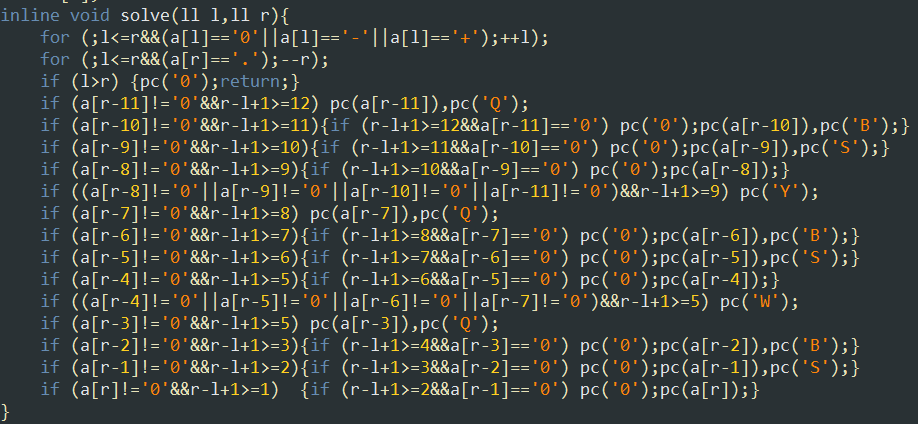 inline void solve(ll l,ll r){
    for (;l<=r&&(a[l]=='0'||a[l]=='-'||a[l]=='+');++l);
    for (;l<=r&&(a[r]=='.');--r);
    if (l>r) {pc('0');return;}
    if (a[r-11]!='0'&&r-l+1>=12) pc(a[r-11]),pc('Q');
    if (a[r-10]!='0'&&r-l+1>=11){if (r-l+1>=12&&a[r-11]=='0') pc('0');pc(a[r-10]),pc('B');}
    if (a[r-9]!='0'&&r-l+1>=10){if (r-l+1>=11&&a[r-10]=='0') pc('0');pc(a[r-9]),pc('S');}
    if (a[r-8]!='0'&&r-l+1>=9){if (r-l+1>=10&&a[r-9]=='0') pc('0');pc(a[r-8]);}
    if ((a[r-8]!='0'||a[r-9]!='0'||a[r-10]!='0'||a[r-11]!='0')&&r-l+1>=9) pc('Y');
    if (a[r-7]!='0'&&r-l+1>=8) pc(a[r-7]),pc('Q');
    if (a[r-6]!='0'&&r-l+1>=7){if (r-l+1>=8&&a[r-7]=='0') pc('0');pc(a[r-6]),pc('B');}
    if (a[r-5]!='0'&&r-l+1>=6){if (r-l+1>=7&&a[r-6]=='0') pc('0');pc(a[r-5]),pc('S');}
    if (a[r-4]!='0'&&r-l+1>=5){if (r-l+1>=6&&a[r-5]=='0') pc('0');pc(a[r-4]);}
    if ((a[r-4]!='0'||a[r-5]!='0'||a[r-6]!='0'||a[r-7]!='0')&&r-l+1>=5) pc('W');
    if (a[r-3]!='0'&&r-l+1>=5) pc(a[r-3]),pc('Q');
    if (a[r-2]!='0'&&r-l+1>=3){if (r-l+1>=4&&a[r-3]=='0') pc('0');pc(a[r-2]),pc('B');}
    if (a[r-1]!='0'&&r-l+1>=2){if (r-l+1>=3&&a[r-2]=='0') pc('0');pc(a[r-1]),pc('S');}
    if (a[r]!='0'&&r-l+1>=1)  {if (r-l+1>=2&&a[r-1]=='0') pc('0');pc(a[r]);}
}